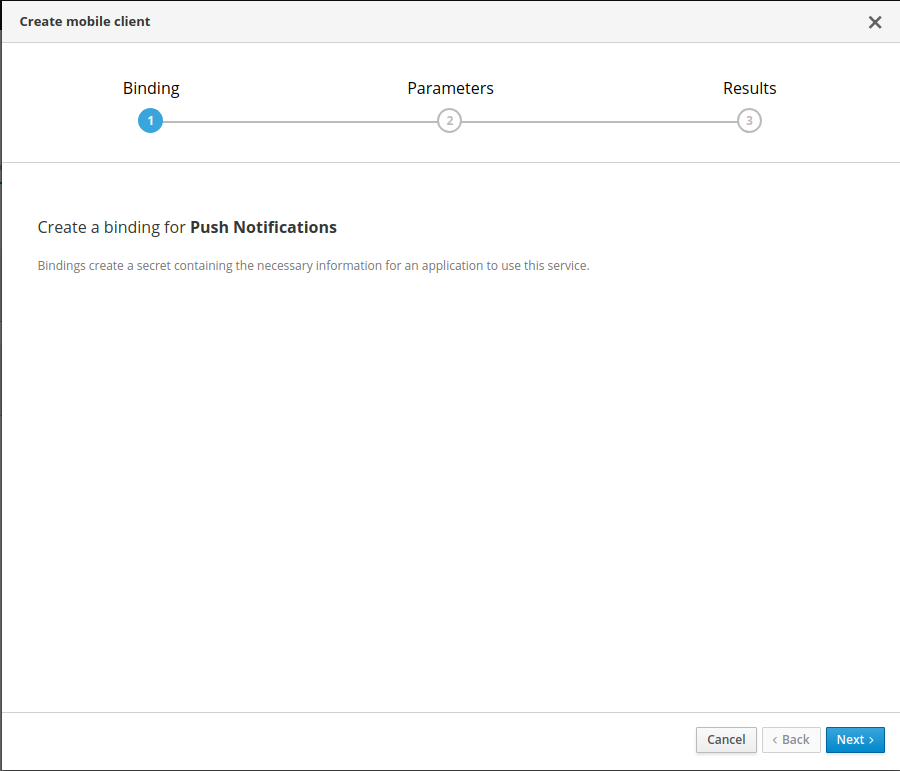 Create mobile client
Binding Parameters Results
1 2 3
Create a binding for Push Notifications
Bindings create a secret containing the necessary information for an application to use this service.
Cancel < Back Next >